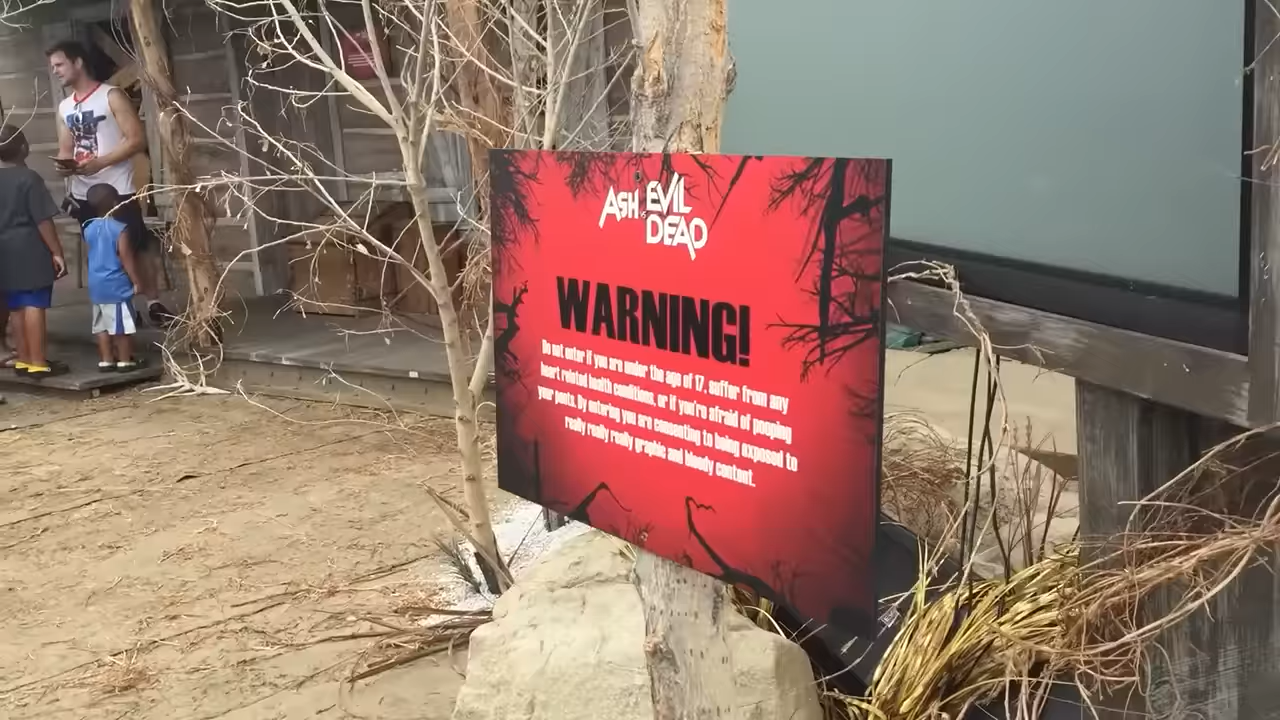 ASH VS EVIL
DEAD
WARNING!
Do not enter if you are under the age of 17, suffer from any
heart related health conditions, or if you're afraid of pooping
your pants. By entering you are consenting to being exposed to
really really really graphic and bloody content.